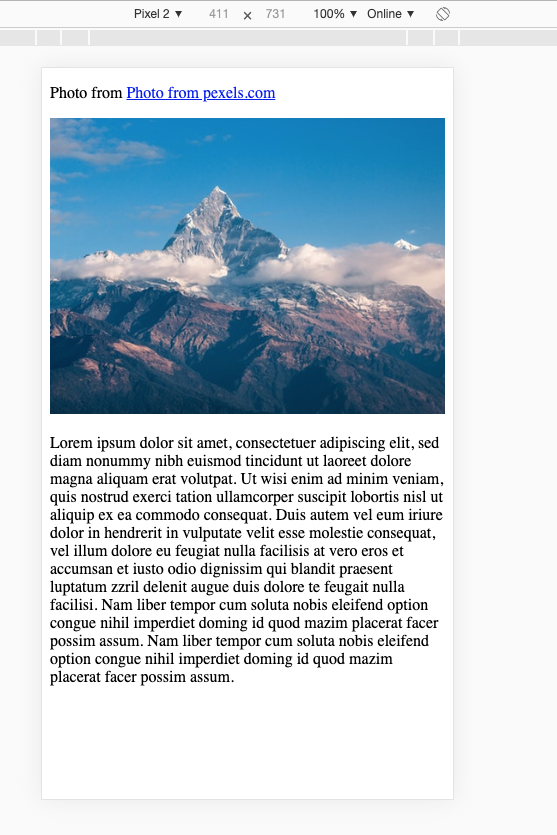 Pixel 2 ▼ 411 × 731 100% ▼ Online ▼
Photo from Photo from pexels.com
Lorem ipsum dolor sit amet, consectetuer adipiscing elit, sed
diam nonummy nibh euismod tincidunt ut laoreet dolore
magna aliquam erat volutpat. Ut wisi enim ad minim veniam,
quis nostrud exerci tation ullamcorper suscipit lobortis nisl ut
aliquip ex ea commodo consequat. Duis autem vel eum iriure
dolor in hendrerit in vulputate velit esse molestie consequat,
vel illum dolore eu feugiat nulla facilisis at vero eros et
accumsan et iusto odio dignissim qui blandit praesent
luptatum zzril delenit augue duis dolore te feugait nulla
facilisi. Nam liber tempor cum soluta nobis eleifend option
congue nihil imperdiet doming id quod mazim placerat facer
possim assum. Nam liber tempor cum soluta nobis eleifend
option congue nihil imperdiet doming id quod mazim
placerat facer possim assum.